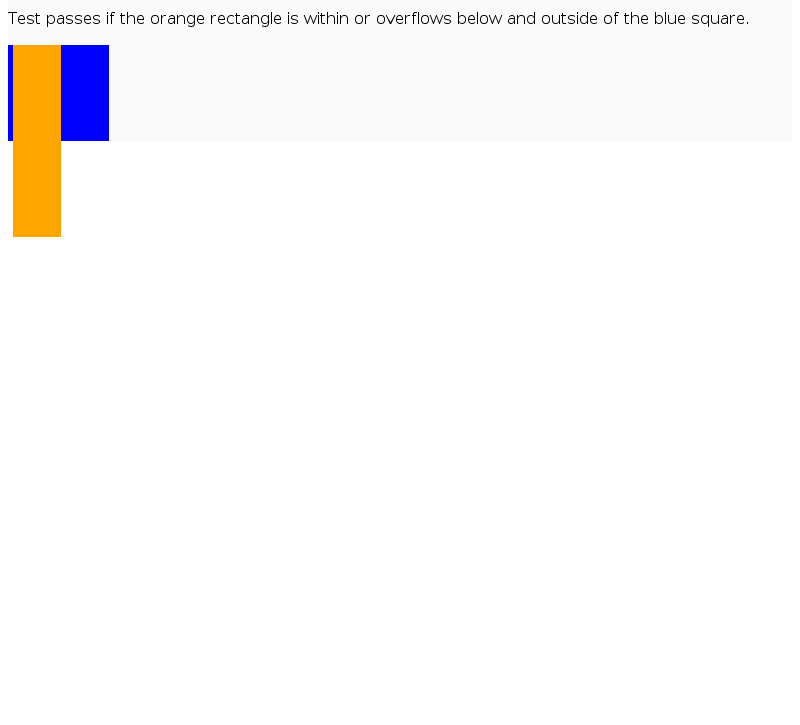 Test passes if the orange rectangle is within or overflows below and outside of the blue square.